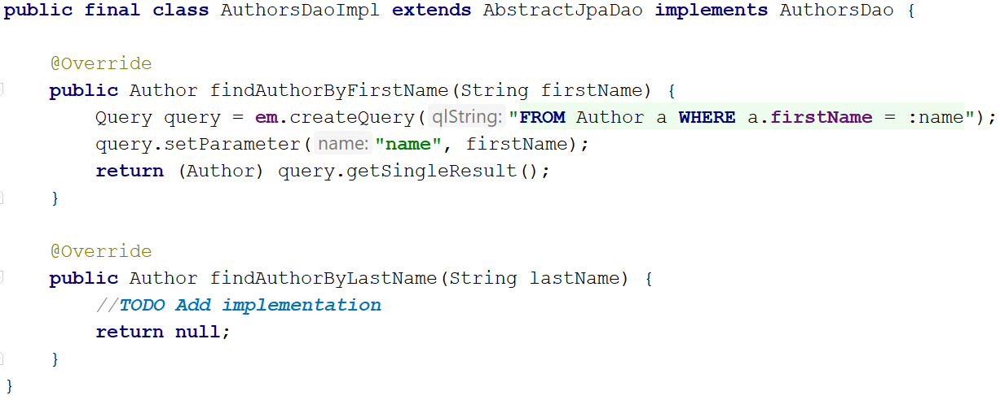 public final class AuthorsDaoImpl extends AbstractJpaDao implements AuthorsDao {
@Override
public Author findAuthorByFirstName(String firstName) {
Query query = em.createQuery( qlString: "FROM Author a WHERE a.firstName = :name");
query.setParameter( name: "name", firstName);
return (Author) query.getSingleResult();
}
@Override
public Author findAuthorByLastName(String lastName) {
//TODO Add implementation
return null;
}
}